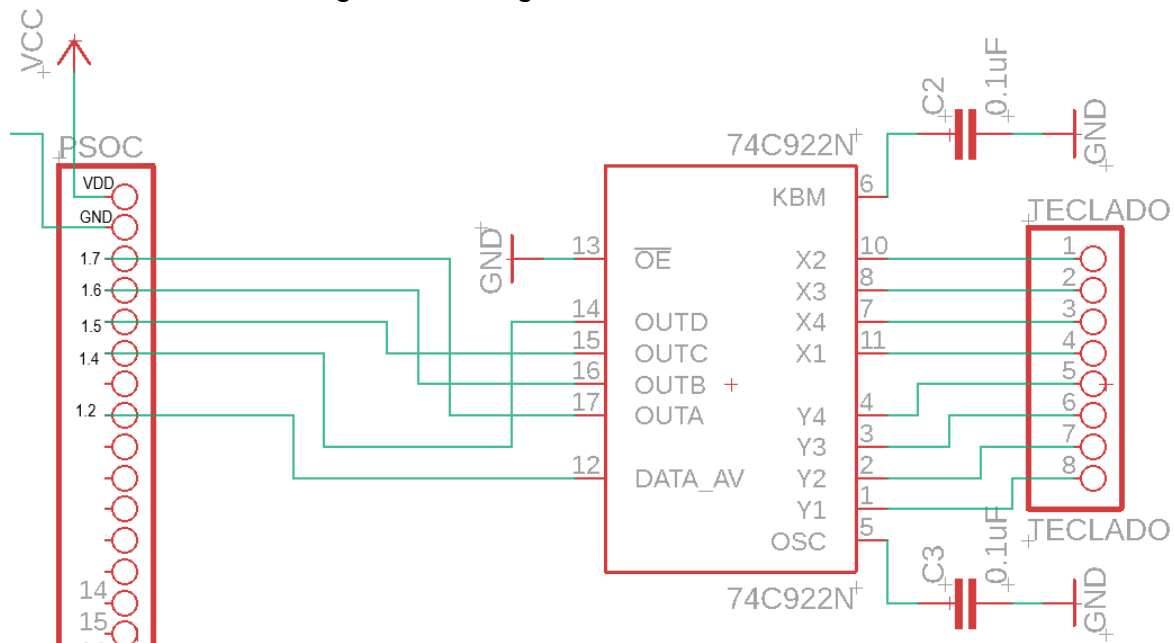 VCC
PSOC
VDD
GND
1.7
1.6
1.5
1.4
1.2
14
15
GND
74C922N
KBM
6
OE
13
OUTD
14
OUTC
15
OUTB
16
OUTA
17
DATA_AV
12
X2
10
X3
8
X4
7
X1
11
Y4
4
Y3
3
Y2
2
Y1
1
OSC
5
74C922N
C2
0.1uF
GND
TECLADO
1
2
3
4
5
6
7
8
TECLADO
C3
0.1uF
GND